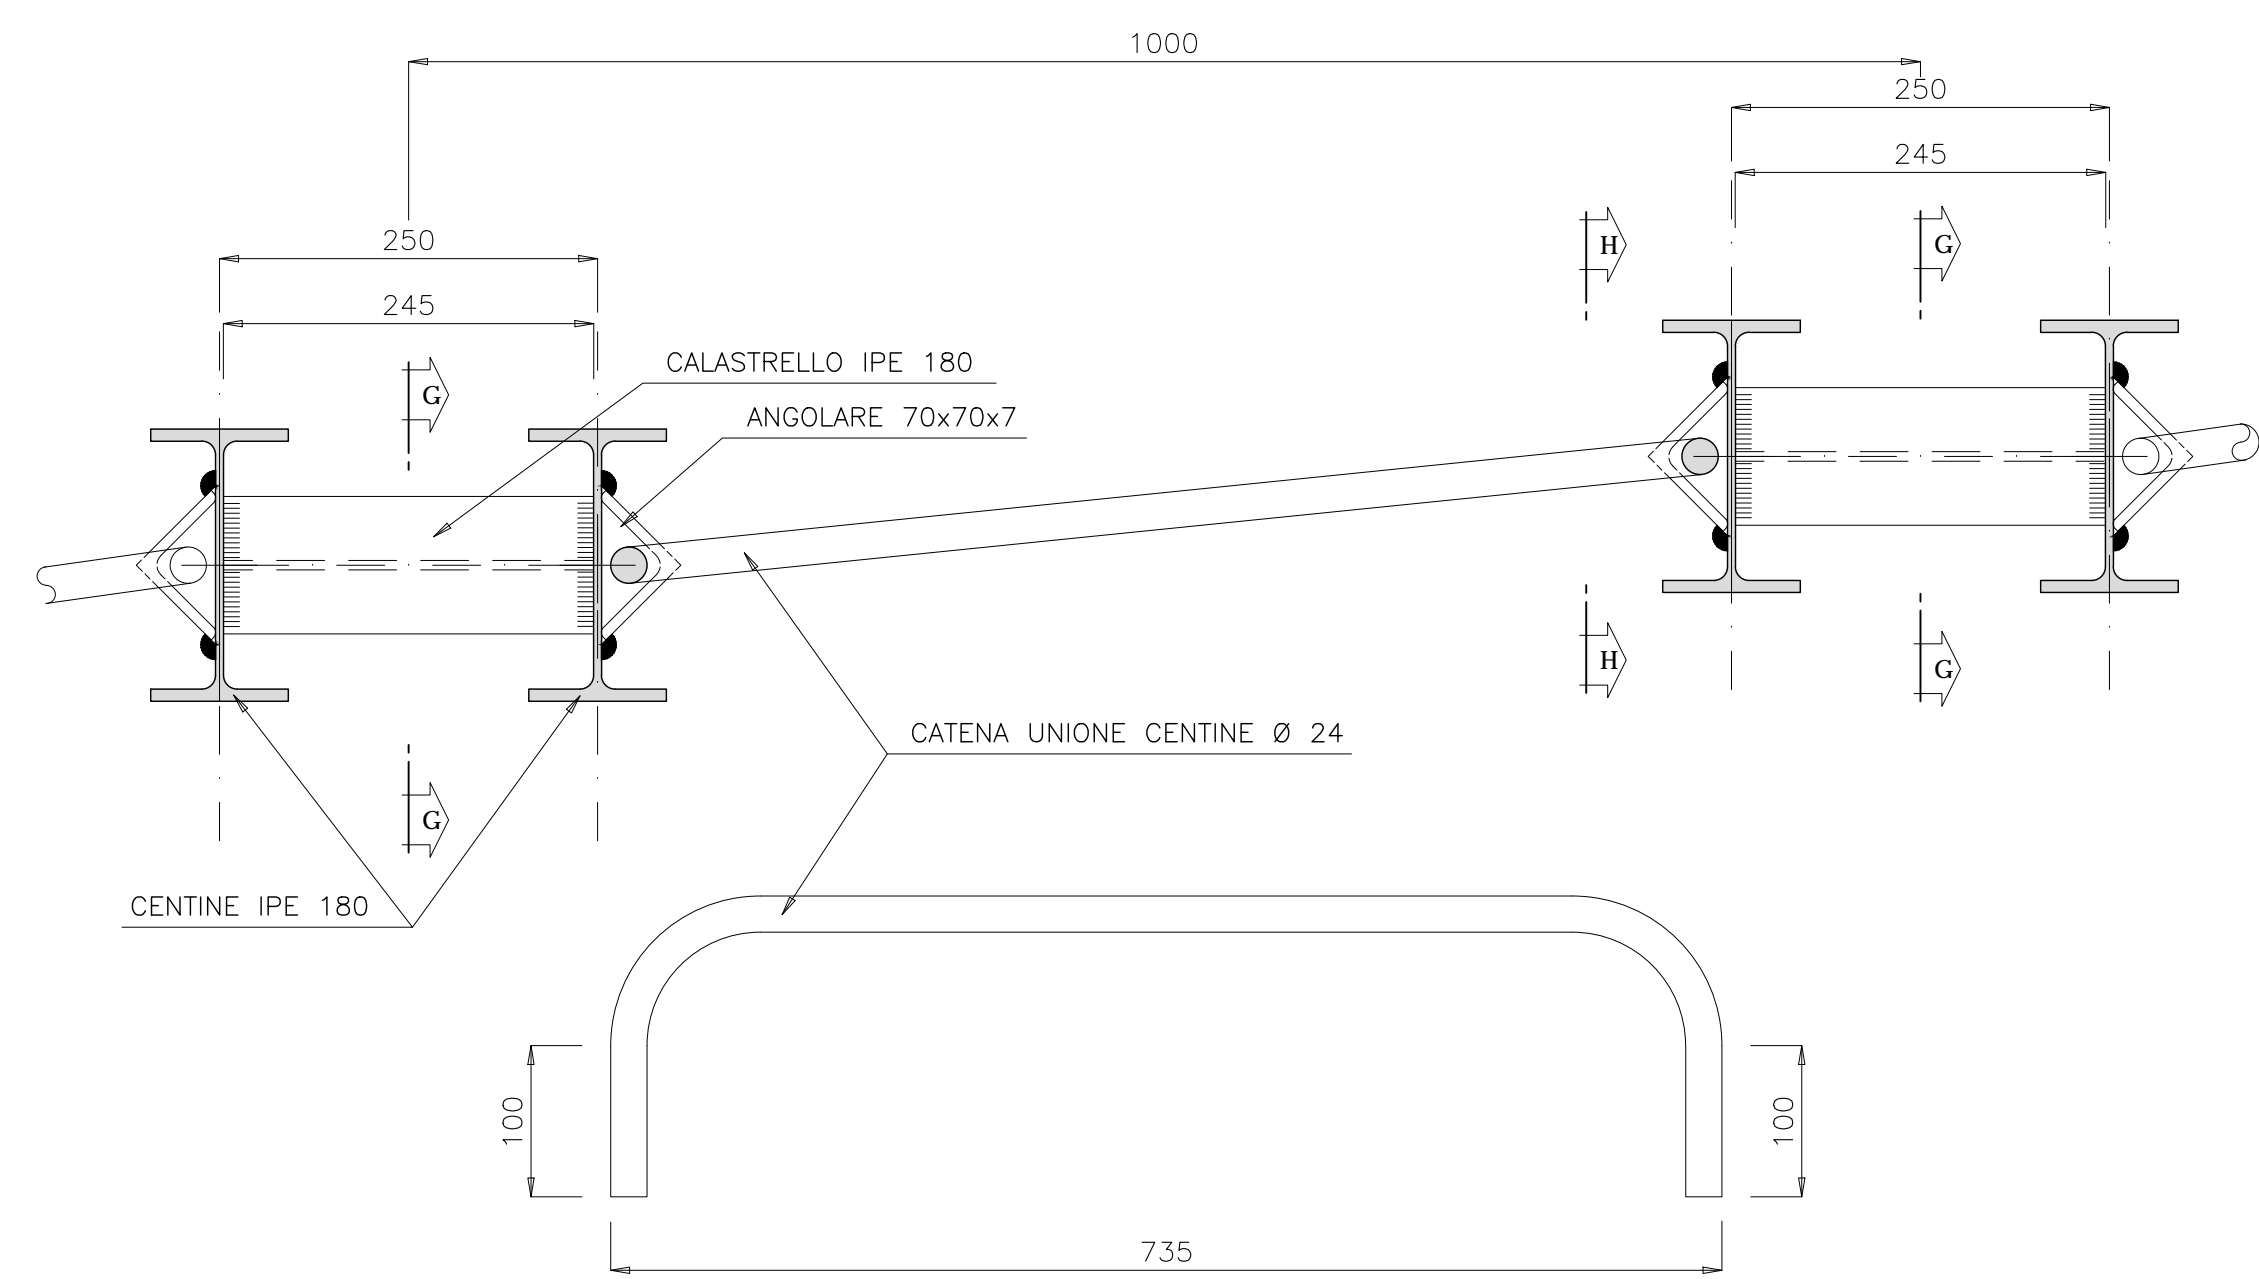 1000
250
245
250
245
H
G
CALASTRELLO IPE 180
G
ANGOLARE 70x70x7
H
G
CATENA UNIONE CENTINE Ø 24
G
CENTINE IPE 180
100
100
735